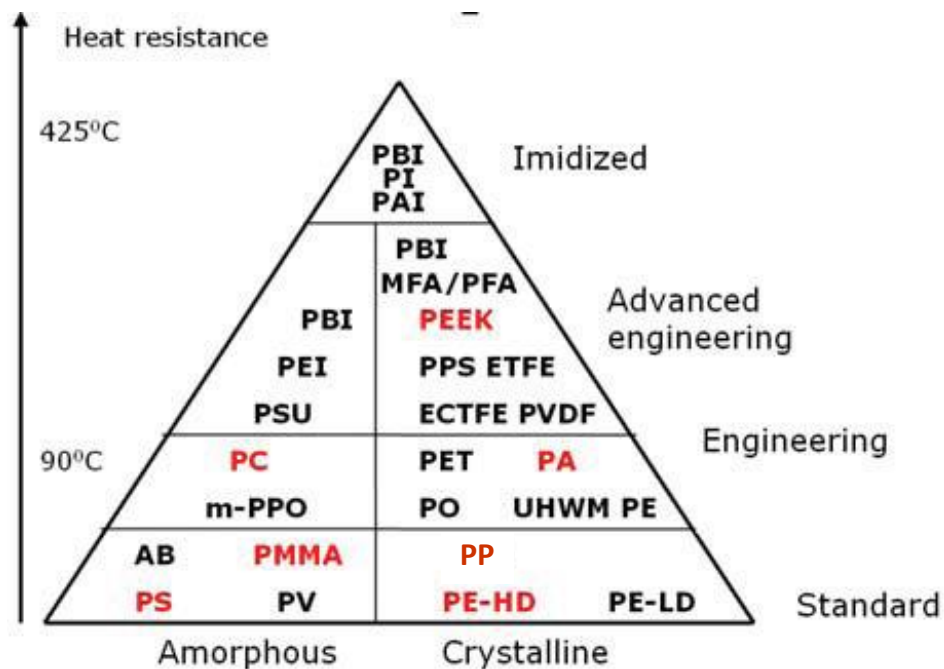 Heat resistance
425⁰C
PBI
PI
PAI
Imidized
PBI
MFA/PFA
PBI
PEEK
Advanced
engineering
PEI
PPS ETFE
PSU
ECTFE PVDF
Engineering
90⁰C
PC
PET
PA
m-PPO
PO
UHWM PE
AB
PMMA
PP
PS
PV
PE-HD
PE-LD
Standard
Amorphous
Crystalline